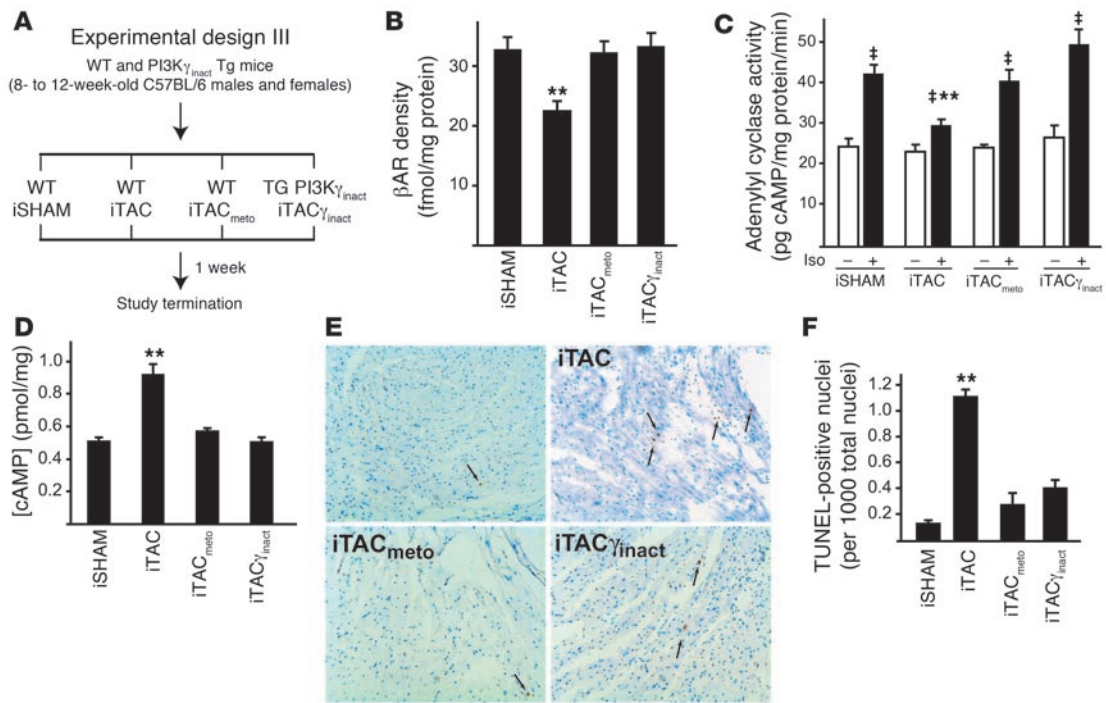 A
Experimental design III
WT and PI3Kγinact Tg mice
(8- to 12-week-old C57BL/6 males and females)
WT WT WT TG PI3Kγinact
iSHAM iTAC iTACmeto iTACγinact
1 week
Study termination
B
βAR density
(fmol/mg protein)
30
20
10
**
iSHAM
iTAC
iTACmeto
iTACγinact
C
Adenylyl cyclase activity
(pg cAMP/mg protein/min)
50
40
30
20
10
‡
‡**
‡
‡
Iso – + – + – + – +
iSHAM iTAC iTACmeto iTACγinact
D
[cAMP] (pmol/mg)
1.0
0.8
0.6
0.4
0.2
**
iSHAM
iTAC
iTACmeto
iTACγinact
E
iTAC
iTACmeto
iTACγinact
F
TUNEL-positive nuclei
(per 1000 total nuclei)
1.2
1.0
0.8
0.6
0.4
0.2
**
iSHAM
iTAC
iTACmeto
iTACγinact